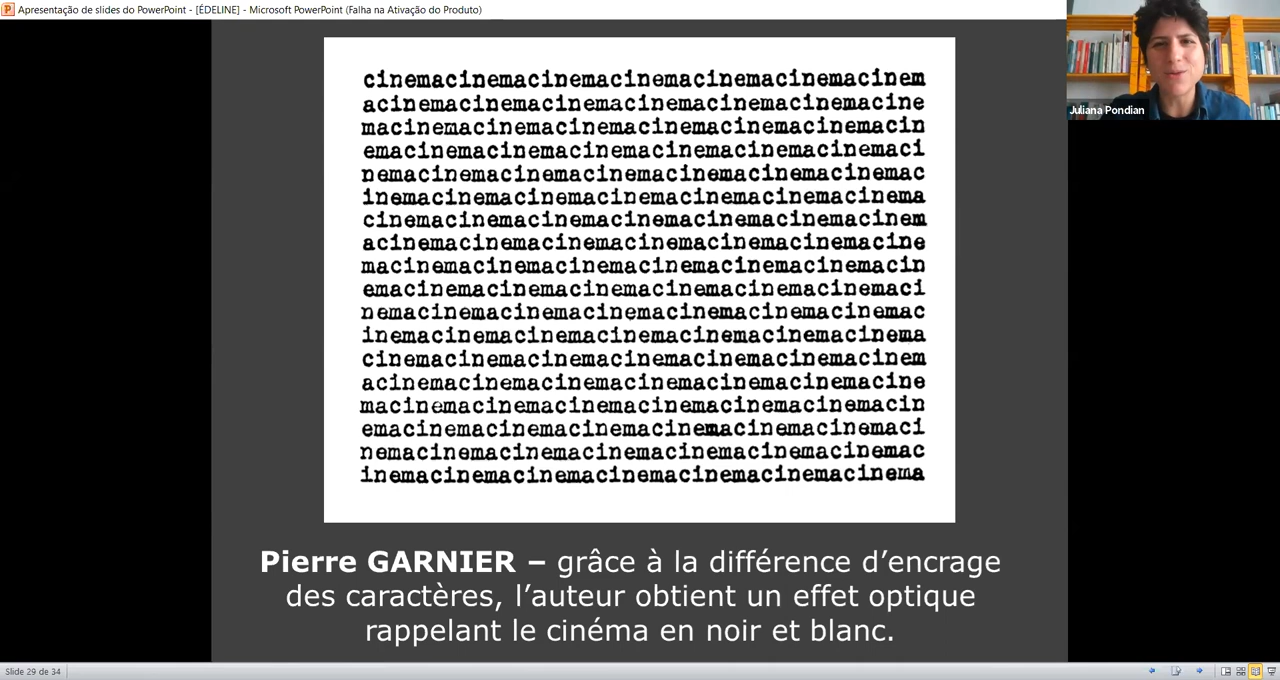 Apresentação de slides do PowerPoint - [ÉDELINE] - Microsoft PowerPoint (Falha na Ativação do Produto)
Juliana Pondian
cinemacinemacinemacinemacinemacinemacinem
acinemacinemacinemacinemacinemacinemacine
macinemacinemacinemacinemacinemacinemacin
emacinemacinemacinemacinemacinemacinemaci
nemacinemacinemacinemacinemacinemacinemac
inemacinemacinemacinemacinemacinemacinema
cinemacinemacinemacinemacinemacinemacinem
acinemacinemacinemacinemacinemacinemacine
macinemacinemacinemacinemacinemacinemacin
emacinemacinemacinemacinemacinemacinemaci
nemacinemacinemacinemacinemacinemacinemac
inemacinemacinemacinemacinemacinemacinema
cinemacinemacinemacinemacinemacinemacinem
acinemacinemacinemacinemacinemacinemacine
macinemacinemacinemacinemacinemacinemacin
emacinemacinemacinemacinemacinemacinemaci
nemacinemacinemacinemacinemacinemacinemac
inemacinemacinemacinemacinemacinemacinema
Pierre GARNIER – grâce à la différence d’encrage
des caractères, l’auteur obtient un effet optique
rappelant le cinéma en noir et blanc.
Slide 29 de 34